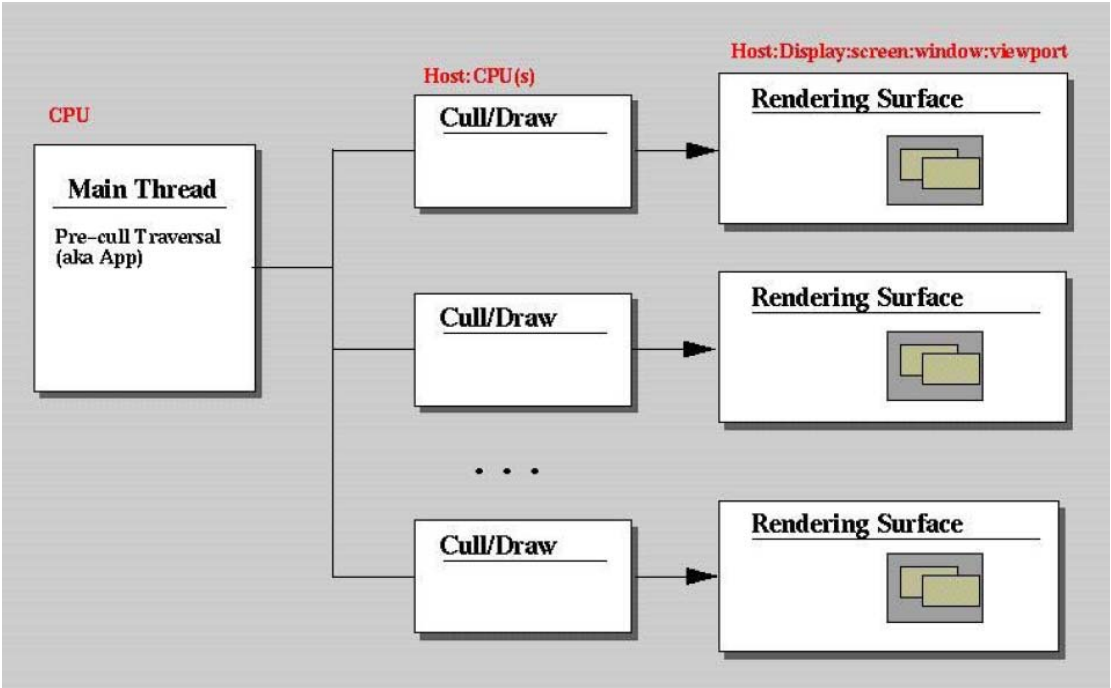 Host:Display:screen:window:viewport
Host:CPU(s)
CPU
Main Thread
Pre-cull Traversal
(aka App)
Cull/Draw
Rendering Surface
Cull/Draw
Rendering Surface
. . .
Cull/Draw
Rendering Surface